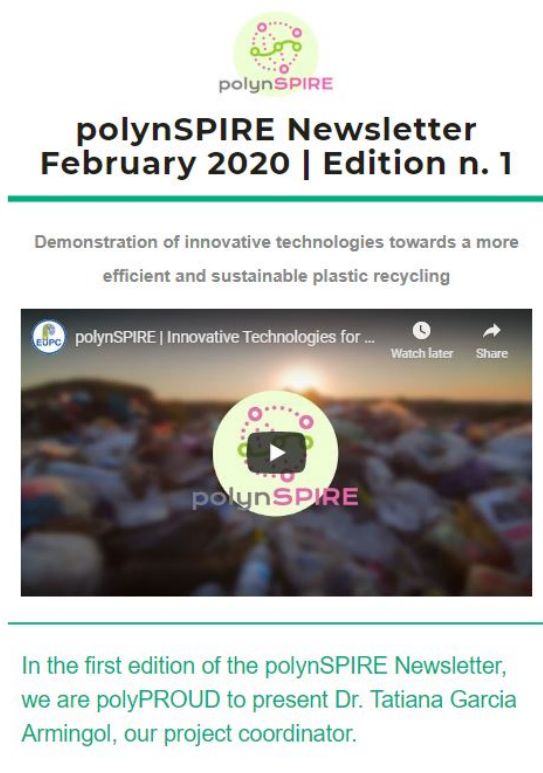 polynSPIRE
polynSPIRE Newsletter
February 2020 | Edition n. 1
Demonstration of innovative technologies towards a more
efficient and sustainable plastic recycling
EUPC
polynSPIRE | Innovative Technologies for ...
Watch later
Share
polynSPIRE
In the first edition of the polynSPIRE Newsletter,
we are polyPROUD to present Dr. Tatiana Garcia
Armingol, our project coordinator.